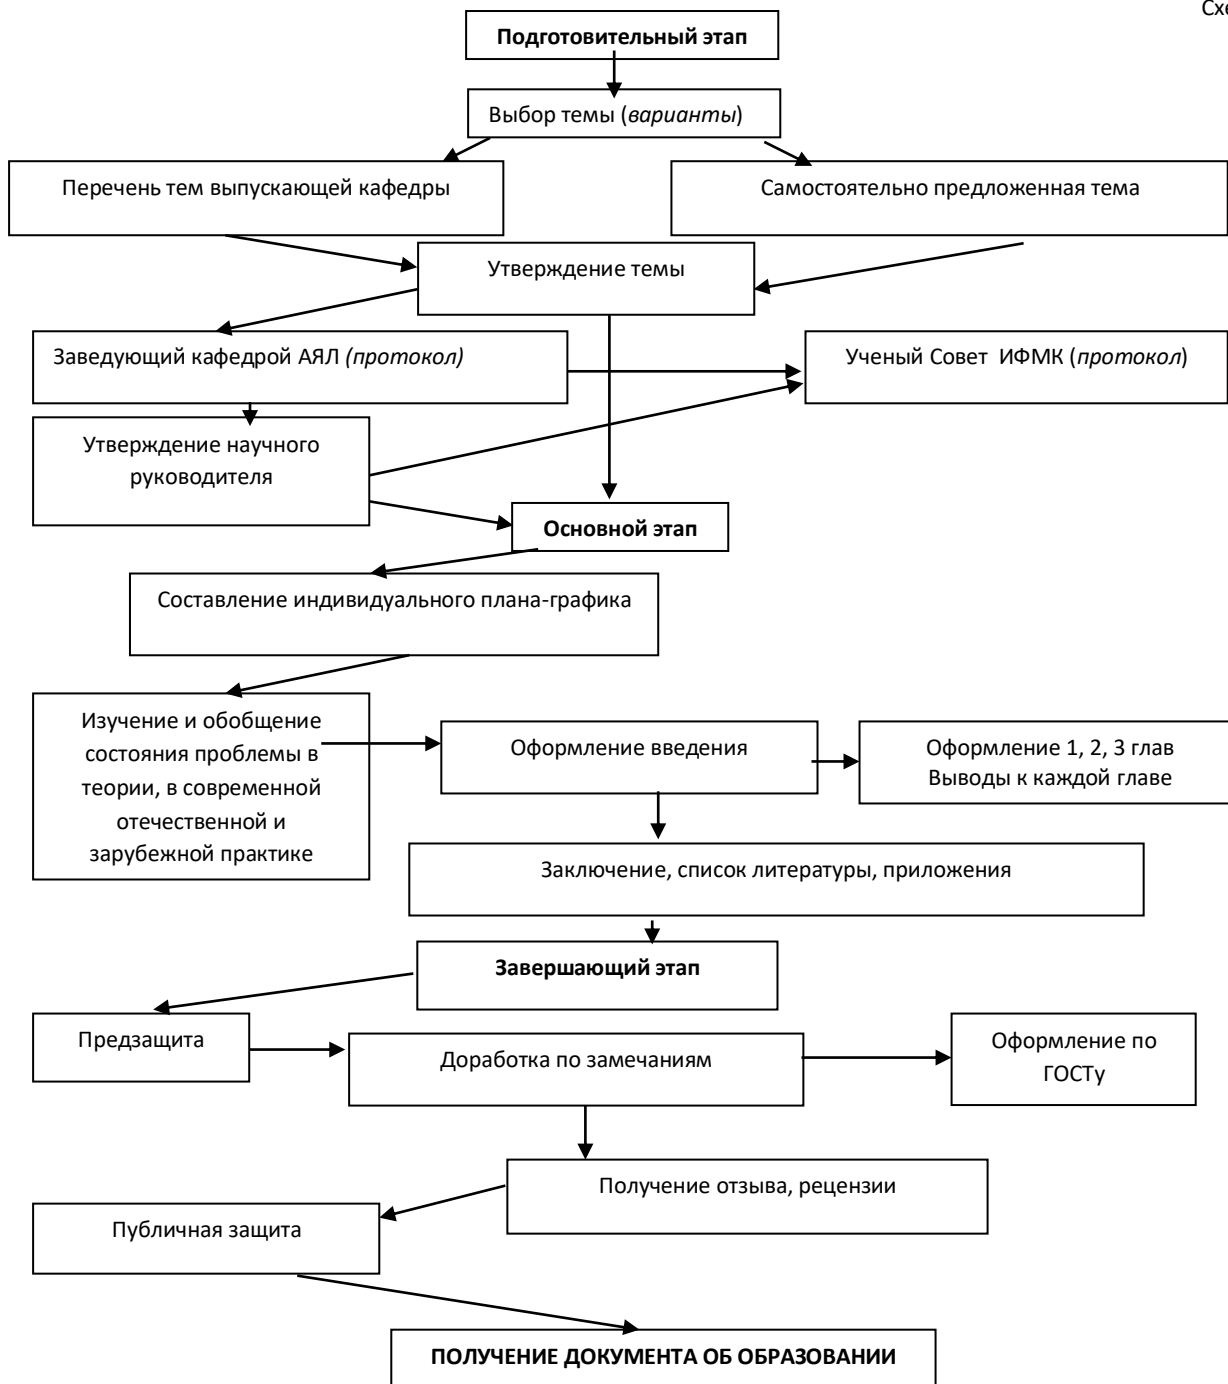 Схе
Подготовительный этап
Выбор темы (варианты)
Перечень тем выпускающей кафедры
Самостоятельно предложенная тема
Утверждение темы
Заведующий кафедрой АЯЛ (протокол)
Ученый Совет ИФМК (протокол)
Утверждение научного
руководителя
Основной этап
Составление индивидуального плана-графика
Изучение и обобщение
состояния проблемы в
теории, в современной
отечественной и
зарубежной практике
Оформление введения
Оформление 1, 2, 3 глав
Выводы к каждой главе
Заключение, список литературы, приложения
Завершающий этап
Предзащита
Доработка по замечаниям
Оформление по
ГОСТу
Получение отзыва, рецензии
Публичная защита
ПОЛУЧЕНИЕ ДОКУМЕНТА ОБ ОБРАЗОВАНИИ